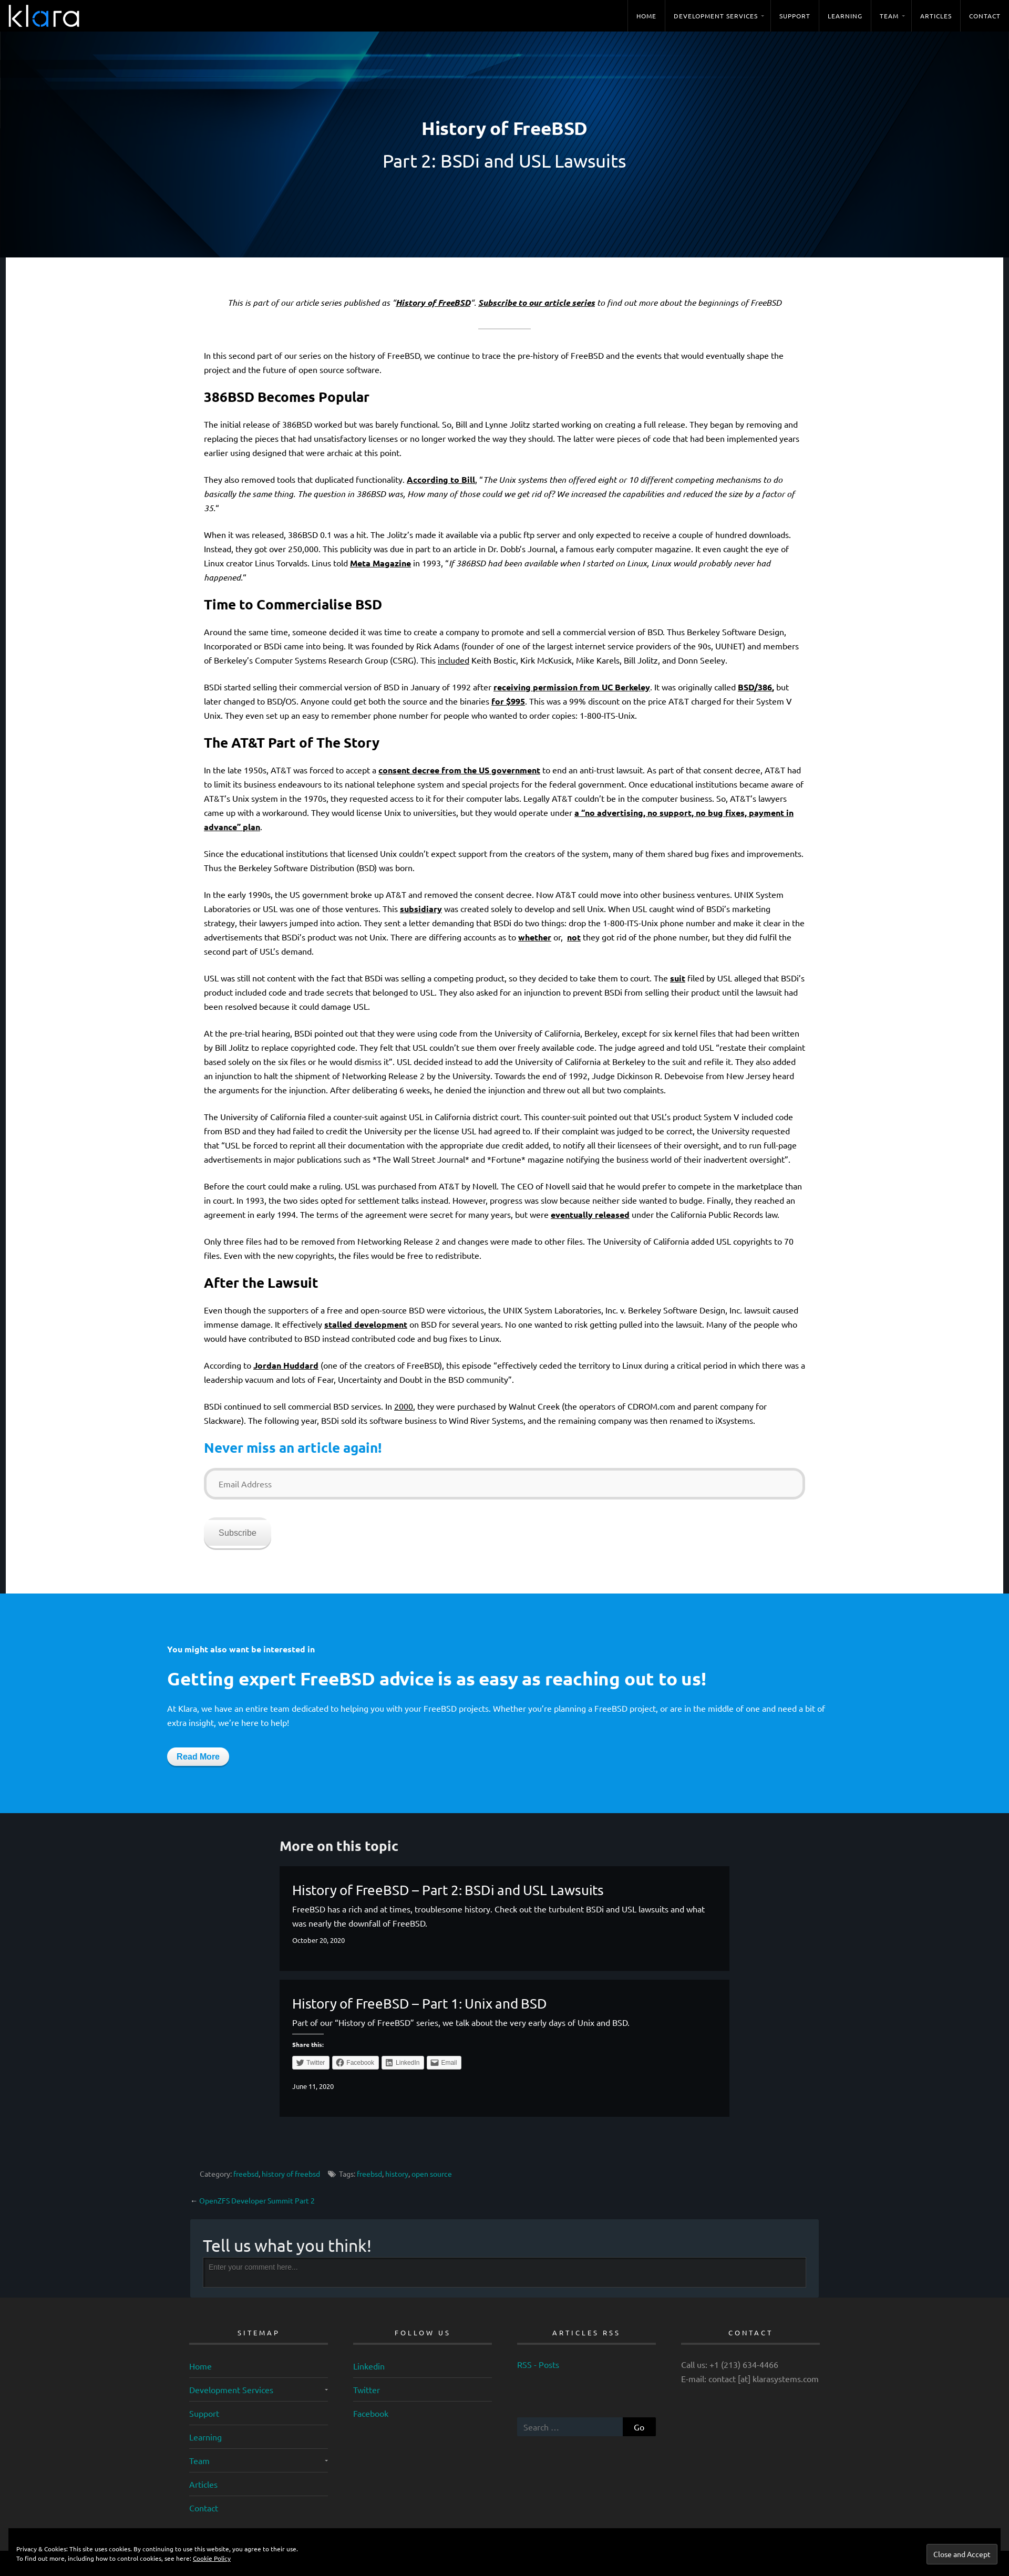 klara
HOME
DEVELOPMENT SERVICES
SUPPORT
LEARNING
TEAM
ARTICLES
CONTACT
History of FreeBSD
Part 2: BSDi and USL Lawsuits
This is part of our article series published as “History of FreeBSD“. Subscribe to our article series to find out more about the beginnings of FreeBSD
In this second part of our series on the history of FreeBSD, we continue to trace the pre-history of FreeBSD and the events that would eventually shape the
project and the future of open source software.
386BSD Becomes Popular
The initial release of 386BSD worked but was barely functional. So, Bill and Lynne Jolitz started working on creating a full release. They began by removing and
replacing the pieces that had unsatisfactory licenses or no longer worked the way they should. The latter were pieces of code that had been implemented years
earlier using designed that were archaic at this point.
They also removed tools that duplicated functionality. According to Bill, “The Unix systems then offered eight or 10 different competing mechanisms to do
basically the same thing. The question in 386BSD was, How many of those could we get rid of? We increased the capabilities and reduced the size by a factor of
35.“
When it was released, 386BSD 0.1 was a hit. The Jolitz’s made it available via a public ftp server and only expected to receive a couple of hundred downloads.
Instead, they got over 250,000. This publicity was due in part to an article in Dr. Dobb’s Journal, a famous early computer magazine. It even caught the eye of
Linux creator Linus Torvalds. Linus told Meta Magazine in 1993, “If 386BSD had been available when I started on Linux, Linux would probably never had
happened.“
Time to Commercialise BSD
Around the same time, someone decided it was time to create a company to promote and sell a commercial version of BSD. Thus Berkeley Software Design,
Incorporated or BSDi came into being. It was founded by Rick Adams (founder of one of the largest internet service providers of the 90s, UUNET) and members
of Berkeley’s Computer Systems Research Group (CSRG). This included Keith Bostic, Kirk McKusick, Mike Karels, Bill Jolitz, and Donn Seeley.
BSDi started selling their commercial version of BSD in January of 1992 after receiving permission from UC Berkeley. It was originally called BSD/386, but
later changed to BSD/OS. Anyone could get both the source and the binaries for $995. This was a 99% discount on the price AT&T charged for their System V
Unix. They even set up an easy to remember phone number for people who wanted to order copies: 1-800-ITS-Unix.
The AT&T Part of The Story
In the late 1950s, AT&T was forced to accept a consent decree from the US government to end an anti-trust lawsuit. As part of that consent decree, AT&T had
to limit its business endeavours to its national telephone system and special projects for the federal government. Once educational institutions became aware of
AT&T’s Unix system in the 1970s, they requested access to it for their computer labs. Legally AT&T couldn’t be in the computer business. So, AT&T’s lawyers
came up with a workaround. They would license Unix to universities, but they would operate under a “no advertising, no support, no bug fixes, payment in
advance” plan.
Since the educational institutions that licensed Unix couldn’t expect support from the creators of the system, many of them shared bug fixes and improvements.
Thus the Berkeley Software Distribution (BSD) was born.
In the early 1990s, the US government broke up AT&T and removed the consent decree. Now AT&T could move into other business ventures. UNIX System
Laboratories or USL was one of those ventures. This subsidiary was created solely to develop and sell Unix. When USL caught wind of BSDi’s marketing
strategy, their lawyers jumped into action. They sent a letter demanding that BSDi do two things: drop the 1-800-ITS-Unix phone number and make it clear in the
advertisements that BSDi’s product was not Unix. There are differing accounts as to whether or, not they got rid of the phone number, but they did fulfil the
second part of USL’s demand.
USL was still not content with the fact that BSDi was selling a competing product, so they decided to take them to court. The suit filed by USL alleged that BSDi’s
product included code and trade secrets that belonged to USL. They also asked for an injunction to prevent BSDi from selling their product until the lawsuit had
been resolved because it could damage USL.
At the pre-trial hearing, BSDi pointed out that they were using code from the University of California, Berkeley, except for six kernel files that had been written
by Bill Jolitz to replace copyrighted code. They felt that USL couldn’t sue them over freely available code. The judge agreed and told USL “restate their complaint
based solely on the six files or he would dismiss it”. USL decided instead to add the University of California at Berkeley to the suit and refile it. They also added
an injunction to halt the shipment of Networking Release 2 by the University. Towards the end of 1992, Judge Dickinson R. Debevoise from New Jersey heard
the arguments for the injunction. After deliberating 6 weeks, he denied the injunction and threw out all but two complaints.
The University of California filed a counter-suit against USL in California district court. This counter-suit pointed out that USL’s product System V included code
from BSD and they had failed to credit the University per the license USL had agreed to. If their complaint was judged to be correct, the University requested
that “USL be forced to reprint all their documentation with the appropriate due credit added, to notify all their licensees of their oversight, and to run full-page
advertisements in major publications such as *The Wall Street Journal* and *Fortune* magazine notifying the business world of their inadvertent oversight”.
Before the court could make a ruling. USL was purchased from AT&T by Novell. The CEO of Novell said that he would prefer to compete in the marketplace than
in court. In 1993, the two sides opted for settlement talks instead. However, progress was slow because neither side wanted to budge. Finally, they reached an
agreement in early 1994. The terms of the agreement were secret for many years, but were eventually released under the California Public Records law.
Only three files had to be removed from Networking Release 2 and changes were made to other files. The University of California added USL copyrights to 70
files. Even with the new copyrights, the files would be free to redistribute.
After the Lawsuit
Even though the supporters of a free and open-source BSD were victorious, the UNIX System Laboratories, Inc. v. Berkeley Software Design, Inc. lawsuit caused
immense damage. It effectively stalled development on BSD for several years. No one wanted to risk getting pulled into the lawsuit. Many of the people who
would have contributed to BSD instead contributed code and bug fixes to Linux.
According to Jordan Huddard (one of the creators of FreeBSD), this episode “effectively ceded the territory to Linux during a critical period in which there was a
leadership vacuum and lots of Fear, Uncertainty and Doubt in the BSD community”.
BSDi continued to sell commercial BSD services. In 2000, they were purchased by Walnut Creek (the operators of CDROM.com and parent company for
Slackware). The following year, BSDi sold its software business to Wind River Systems, and the remaining company was then renamed to iXsystems.
Never miss an article again!
Email Address
Subscribe
You might also want be interested in
Getting expert FreeBSD advice is as easy as reaching out to us!
At Klara, we have an entire team dedicated to helping you with your FreeBSD projects. Whether you’re planning a FreeBSD project, or are in the middle of one and need a bit of
extra insight, we’re here to help!
Read More
More on this topic
History of FreeBSD – Part 2: BSDi and USL Lawsuits
FreeBSD has a rich and at times, troublesome history. Check out the turbulent BSDi and USL lawsuits and what
was nearly the downfall of FreeBSD.
October 20, 2020
History of FreeBSD – Part 1: Unix and BSD
Part of our “History of FreeBSD” series, we talk about the very early days of Unix and BSD.
Share this:
Twitter
Facebook
LinkedIn
Email
June 11, 2020
Category: freebsd, history of freebsd Tags: freebsd, history, open source
← OpenZFS Developer Summit Part 2
Tell us what you think!
Enter your comment here...
SITEMAP
Home
Development Services
Support
Learning
Team
Articles
Contact
FOLLOW US
Linkedin
Twitter
Facebook
ARTICLES RSS
RSS - Posts
Search …
Go
CONTACT
Call us: +1 (213) 634-4466
E-mail: contact [at] klarasystems.com
Privacy & Cookies: This site uses cookies. By continuing to use this website, you agree to their use.
To find out more, including how to control cookies, see here: Cookie Policy
Close and Accept